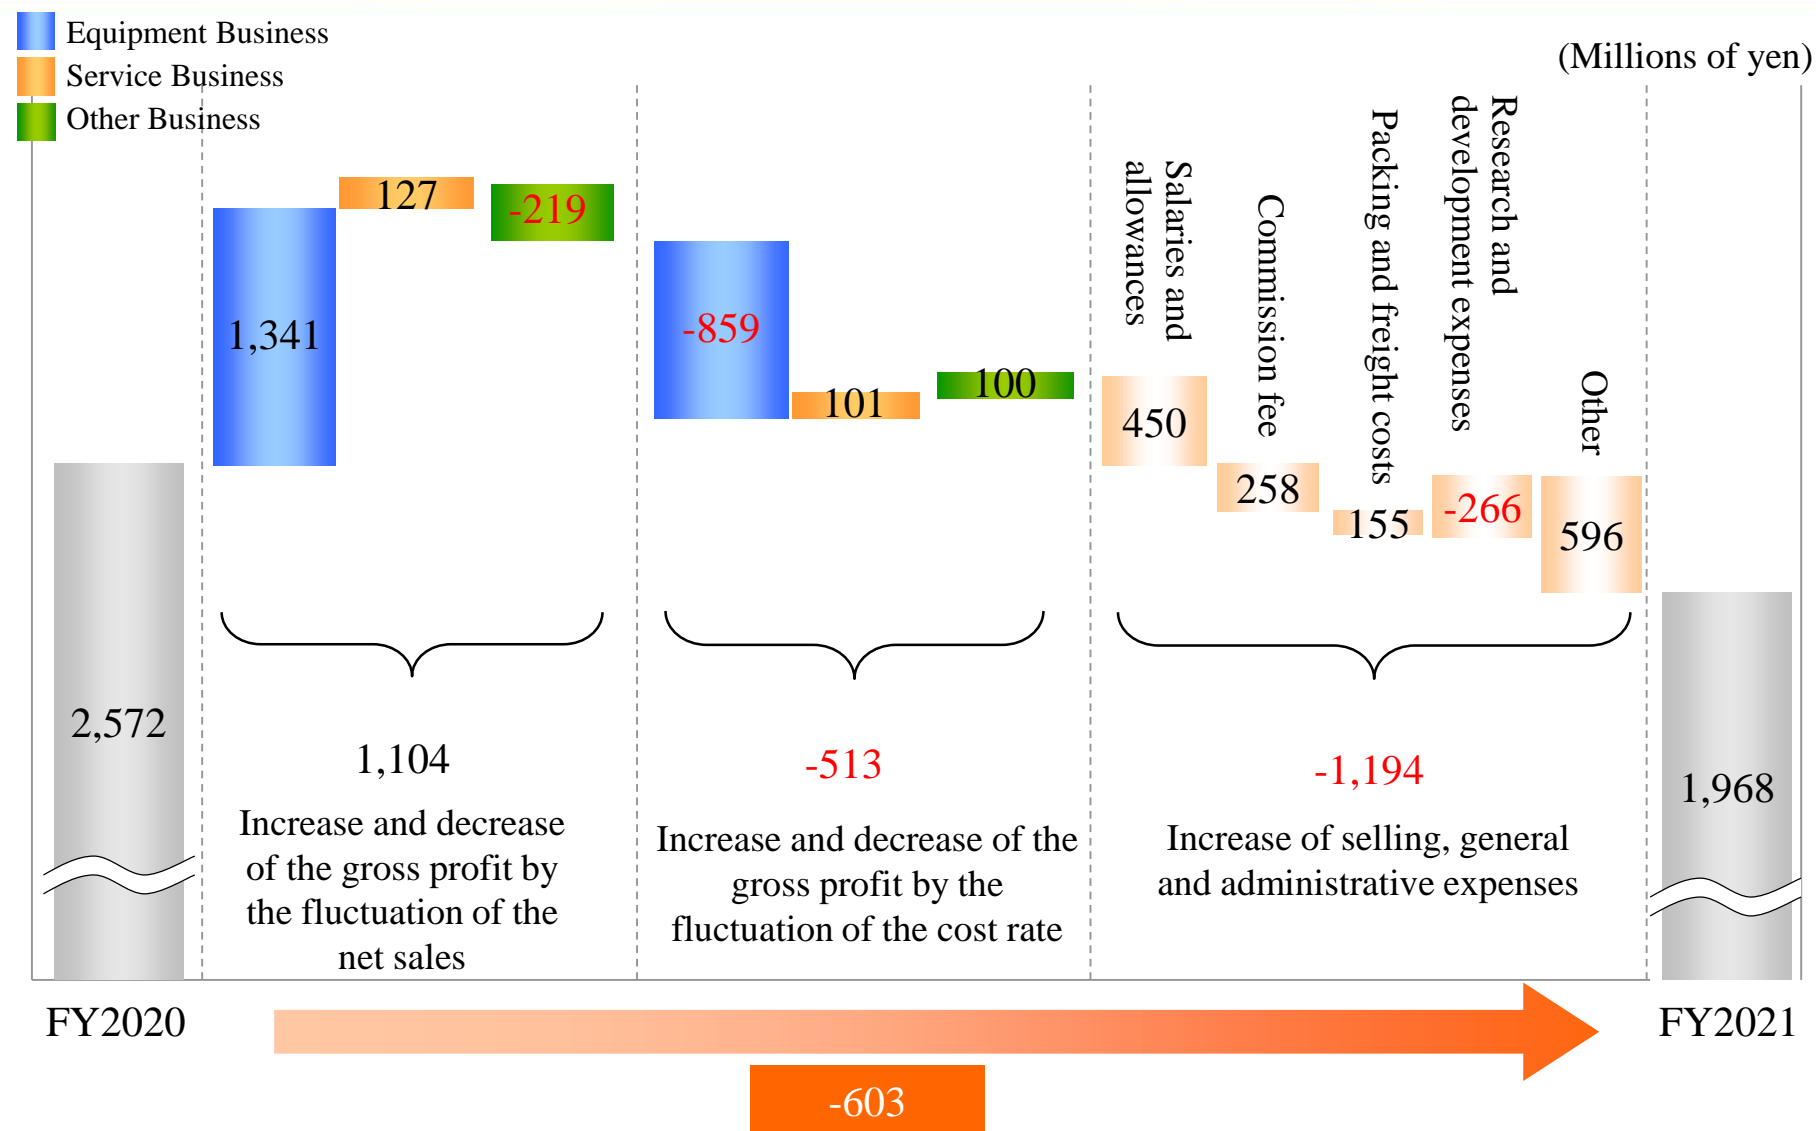 Equipment Business
Service Business
Other Business
(Millions of yen)
2,572
1,341
127
-219
-859
101
100
Salaries and
allowances
450
Commission fee
258
Packing and freight costs
155
Research and
development expenses
-266
Other
596
1,104
Increase and decrease
of the gross profit by
the fluctuation of the
net sales
-513
Increase and decrease of the
gross profit by the
fluctuation of the cost rate
-1,194
Increase of selling, general
and administrative expenses
1,968
FY2020
FY2021
-603